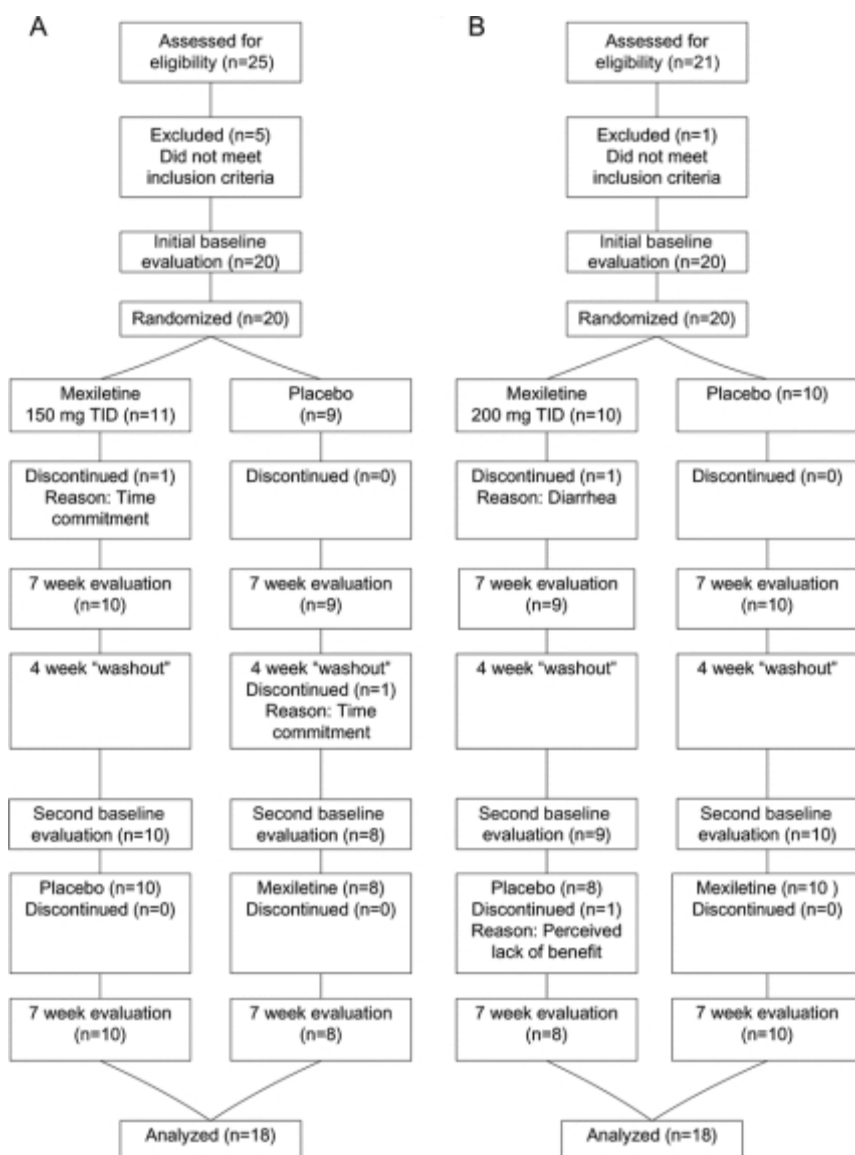 A
Assessed for
eligibility (n=25)
Excluded (n=5)
Did not meet
inclusion criteria
Initial baseline
evaluation (n=20)
Randomized (n=20)
Mexiletine
150 mg TID (n=11)
Placebo
(n=9)
Discontinued (n=1)
Reason: Time
commitment
Discontinued (n=0)
7 week evaluation
(n=10)
7 week evaluation
(n=9)
4 week “washout”
4 week “washout”
Discontinued (n=1)
Reason: Time
commitment
Second baseline
evaluation (n=10)
Second baseline
evaluation (n=8)
Placebo (n=10)
Discontinued (n=0)
Mexiletine (n=8)
Discontinued (n=0)
7 week evaluation
(n=10)
7 week evaluation
(n=8)
Analyzed (n=18)
B
Assessed for
eligibility (n=21)
Excluded (n=1)
Did not meet
inclusion criteria
Initial baseline
evaluation (n=20)
Randomized (n=20)
Mexiletine
200 mg TID (n=10)
Placebo (n=10)
Discontinued (n=1)
Reason: Diarrhea
Discontinued (n=0)
7 week evaluation
(n=9)
7 week evaluation
(n=10)
4 week “washout”
4 week “washout”
Second baseline
evaluation (n=9)
Second baseline
evaluation (n=10)
Placebo (n=8)
Discontinued (n=1)
Reason: Perceived
lack of benefit
Mexiletine (n=10 )
Discontinued (n=0)
7 week evaluation
(n=8)
7 week evaluation
(n=10)
Analyzed (n=18)